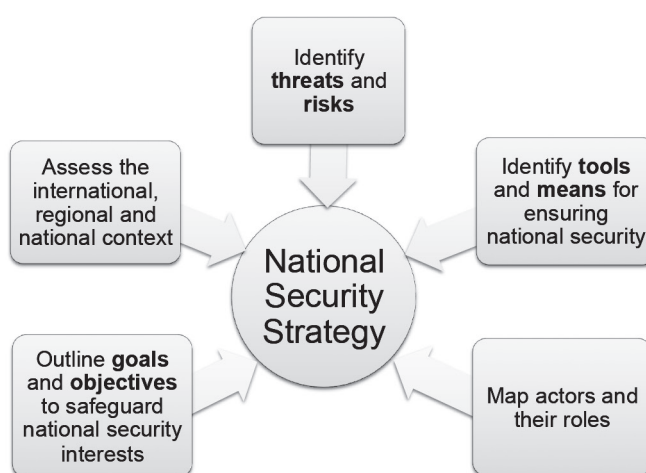 Identify
threats and
risks
Assess the
international,
regional and
national context
Identify tools
and means for
ensuring
national security
National
Security
Strategy
Outline goals
and objectives
to safeguard
national security
interests
Map actors and
their roles